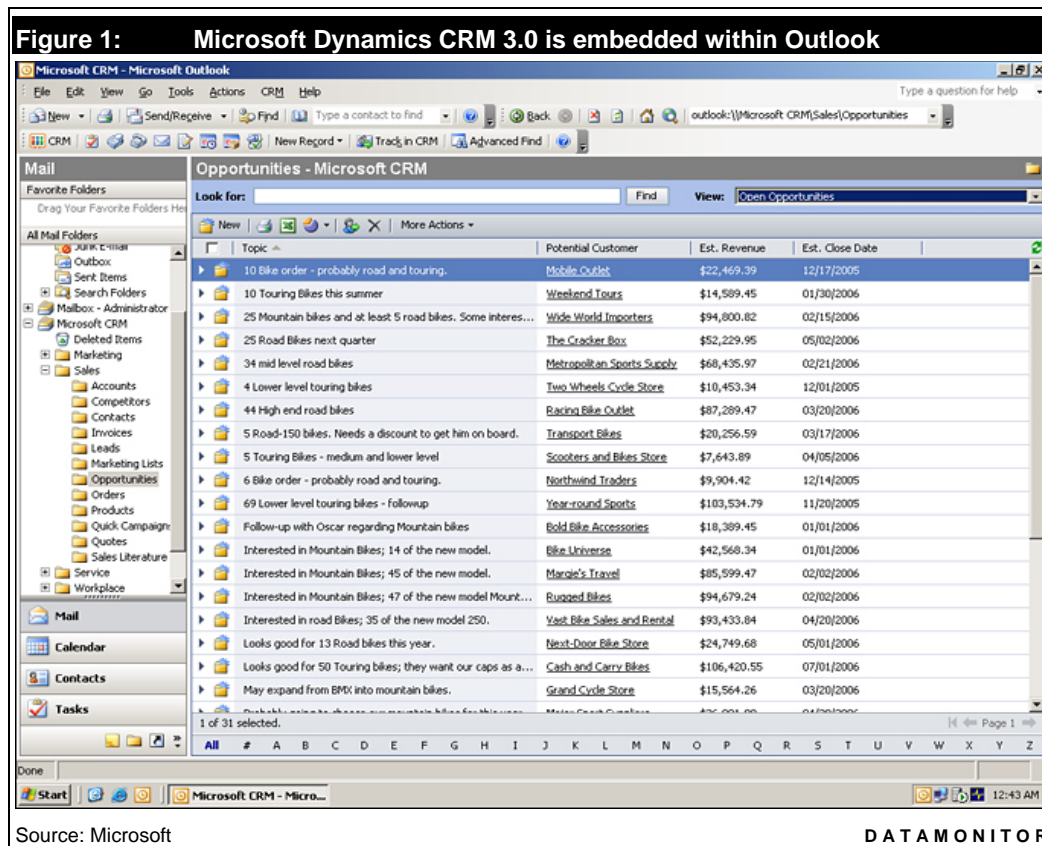 Figure 1: Microsoft Dynamics CRM 3.0 is embedded within Outlook
Microsoft CRM - Microsoft Outlook
File Edit View Go Tools Actions CRM Help Type a question for help
New Send/Receive Find Type a contact to find Back outlook:\\Microsoft CRM\Sales\Opportunities
CRM New Record Track in CRM Advanced Find
Mail
Favorite Folders
Drag Your Favorite Folders He
All Mail Folders
Junk E-mail
Outbox
Sent Items
Search Folders
Mailbox - Administrator
Microsoft CRM
Deleted Items
Marketing
Sales
Accounts
Competitors
Contacts
Invoices
Leads
Marketing Lists
Opportunities
Orders
Products
Quick Campaign
Quotes
Sales Literature
Service
Workplace
Mail
Calendar
Contacts
Tasks
Opportunities - Microsoft CRM
Look for: Find View: Open Opportunities
New More Actions
Topic Potential Customer Est. Revenue Est. Close Date
10 Bike order - probably road and touring. Mobile Outlet $22,469.39 12/17/2005
10 Touring Bikes this summer Weekend Tours $14,589.45 01/30/2006
25 Mountain bikes and at least 5 road bikes. Some interes... Wide World Importers $94,800.82 02/15/2006
25 Road Bikes next quarter The Cracker Box $52,229.95 05/02/2006
34 mid level road bikes Metropolitan Sports Supply $68,435.97 02/21/2006
4 Lower level touring bikes Two Wheels Cycle Store $10,453.34 12/01/2005
44 High end road bikes Racing Bike Outlet $87,289.47 03/20/2006
5 Road-150 bikes. Needs a discount to get him on board. Transport Bikes $20,256.59 03/17/2006
5 Touring Bikes - medium and lower level Scooters and Bikes Store $7,643.89 04/05/2006
6 Bike order - probably road and touring. Northwind Traders $9,904.42 12/14/2005
69 Lower level touring bikes - followup Year-round Sports $103,534.79 11/20/2005
Follow-up with Oscar regarding Mountain bikes Bold Bike Accessories $18,389.45 01/01/2006
Interested in Mountain Bikes; 14 of the new model. Bike Universe $42,568.34 01/01/2006
Interested in Mountain Bikes; 45 of the new model. Margie's Travel $85,599.47 02/02/2006
Interested in Mountain Bikes; 47 of the new model Mount... Rugged Bikes $94,679.24 02/02/2006
Interested in road Bikes; 35 of the new model 250. Vast Bike Sales and Rental $93,433.84 04/20/2006
Looks good for 13 Road bikes this year. Next-Door Bike Store $24,749.68 05/01/2006
Looks good for 50 Touring bikes; they want our caps as a... Cash and Carry Bikes $106,420.55 07/01/2006
May expand from BMX into mountain bikes. Grand Cycle Store $15,564.26 03/20/2006
1 of 31 selected. Page 1
All # A B C D E F G H I J K L M N O P Q R S T U V W X Y Z
Done
Start Microsoft CRM - Micro... 12:43 AM
Source: Microsoft DATAMONITOR